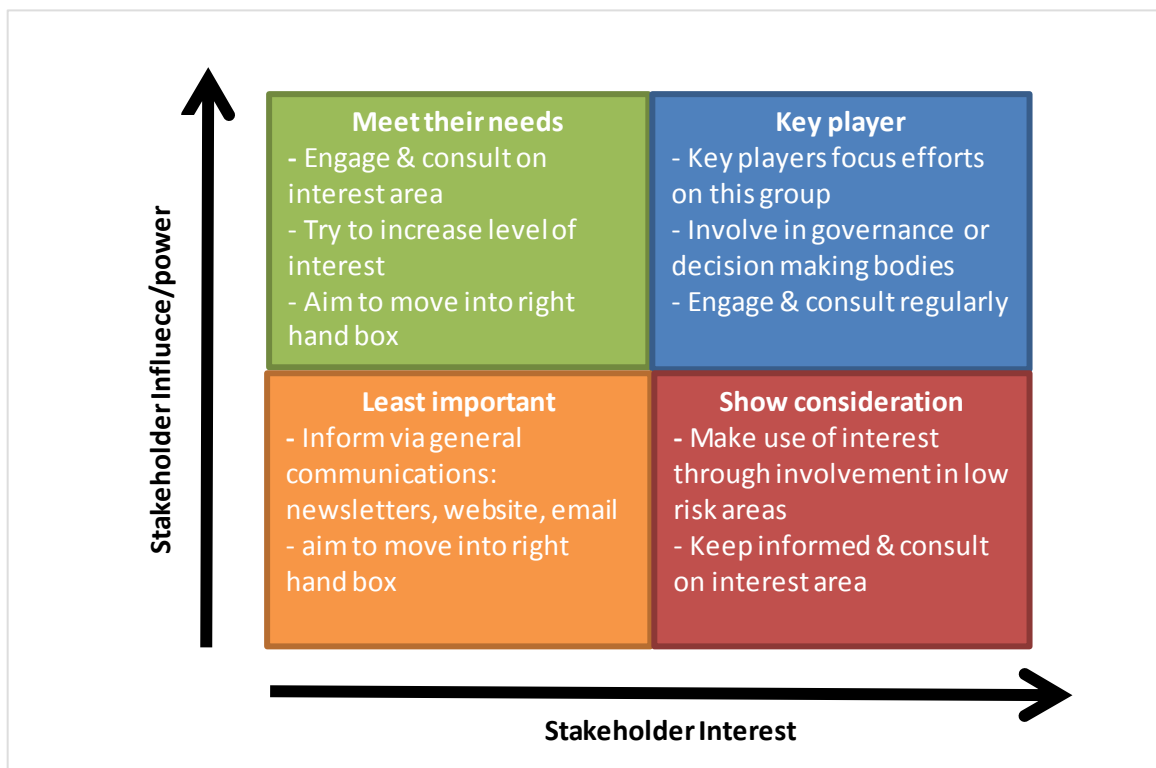 Stakeholder Influece/power
Meet their needs
- Engage & consult on
interest area
- Try to increase level of
interest
- Aim to move into right
hand box
Key player
- Key players focus efforts
on this group
- Involve in governance or
decision making bodies
- Engage & consult regularly
Least important
- Inform via general
communications:
newsletters, website, email
- aim to move into right
hand box
Show consideration
- Make use of interest
through involvement in low
risk areas
- Keep informed & consult
on interest area
Stakeholder Interest